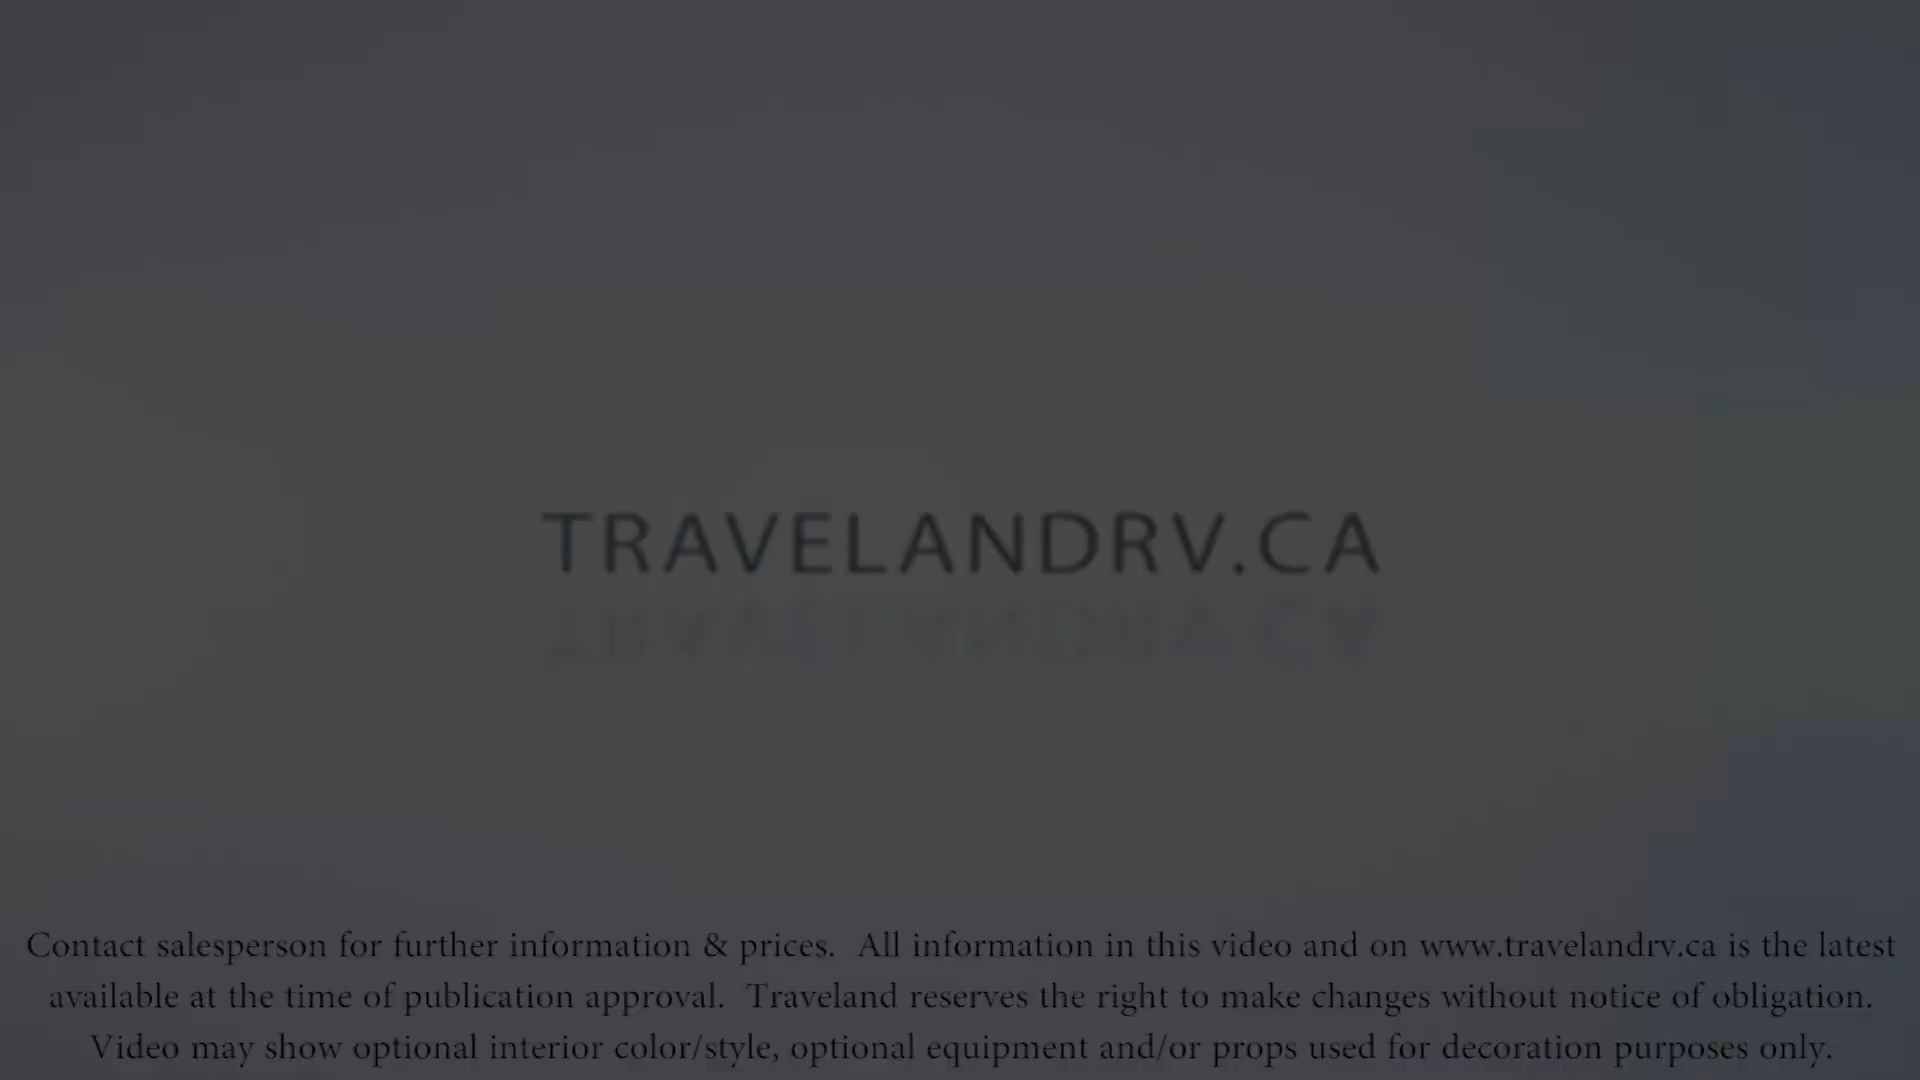 TRAVELANDRV.CA
Contact salesperson for further information & prices.  All information in this video and on www.travelandrv.ca is the latest
available at the time of publication approval.  Traveland reserves the right to make changes without notice of obligation.
Video may show optional interior color/style, optional equipment and/or props used for decoration purposes only.